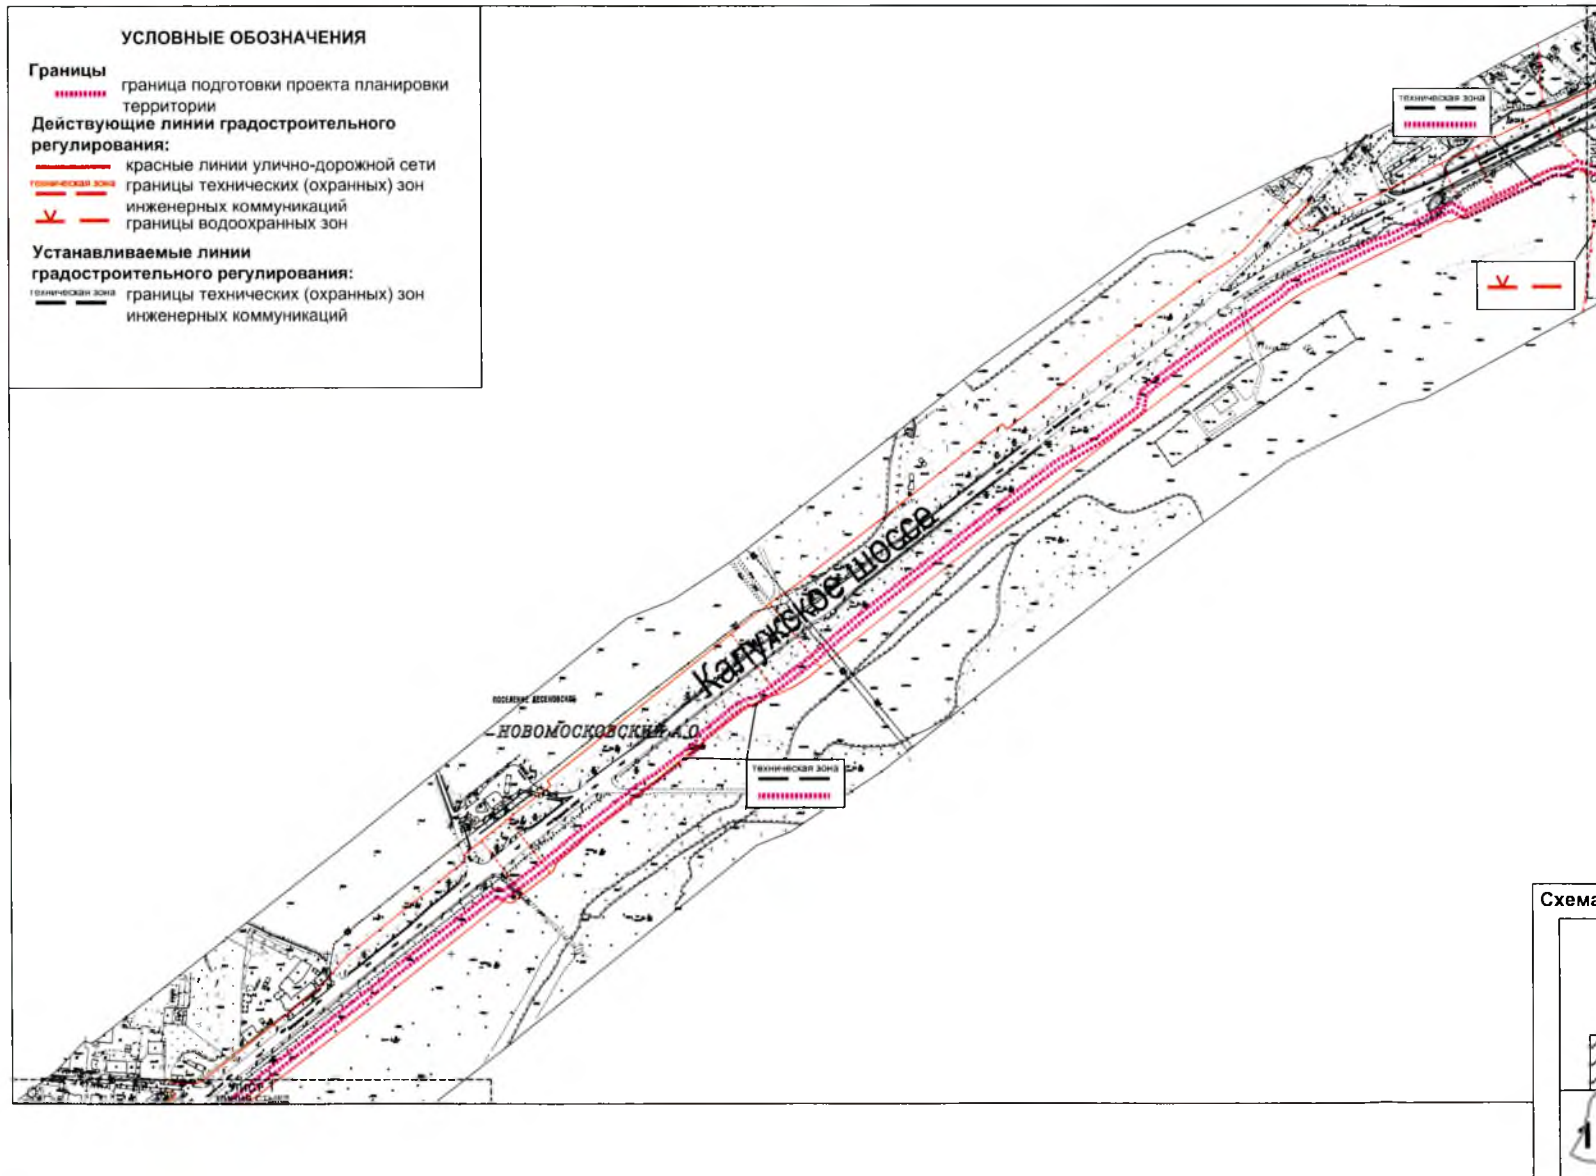 УСЛОВНЫЕ ОБОЗНАЧЕНИЯ
Границы
граница подготовки проекта планировки
территории
Действующие линии градостроительного
регулирования:
красные линии улично-дорожной сети
техническая зона
границы технических (охранных) зон
инженерных коммуникаций
границы водоохранных зон
Устанавливаемые линии
градостроительного регулирования:
техническая зона
границы технических (охранных) зон
инженерных коммуникаций
техническая зона
Калужское шоссе
ПОСЕЛЕНИЕ ДЕСЕНОВСКОЕ
НОВОМОСКОВСКИЙ А.О.
техническая зона
Схема